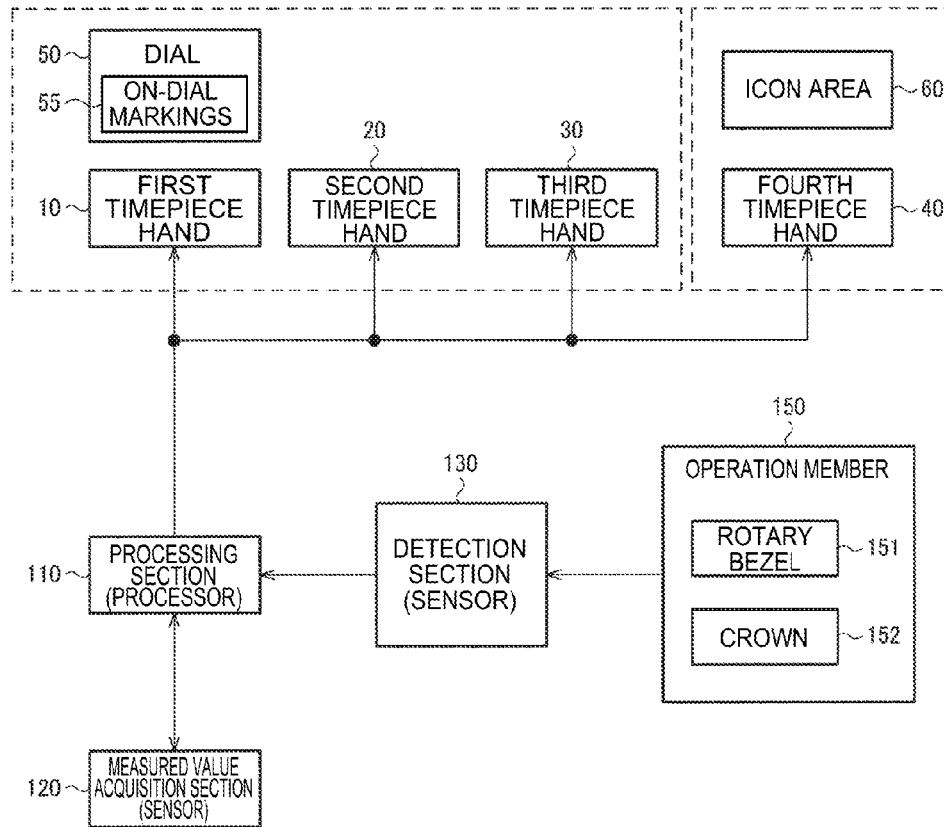 50
DIAL
55
ON-DIAL
MARKINGS
ICON AREA
60
20
30
10
FIRST
TIMEPIECE
HAND
SECOND
TIMEPIECE
HAND
THIRD
TIMEPIECE
HAND
FOURTH
TIMEPIECE
HAND
40
150
OPERATION MEMBER
130
DETECTION
SECTION
(SENSOR)
ROTARY
BEZEL
151
110
PROCESSING
SECTION
(PROCESSOR)
CROWN
152
120
MEASURED VALUE
ACQUISITION SECTION
(SENSOR)